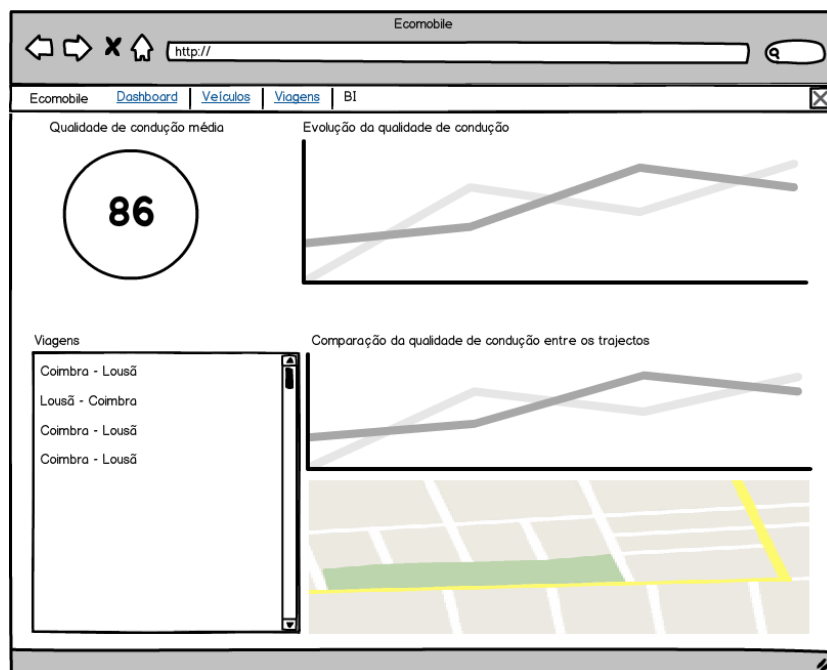 Ecomobile
http://
Ecomobile Dashboard Veículos Viagens BI
Qualidade de condução média
86
Evolução da qualidade de condução
Viagens
Coimbra - Lousã
Lousã - Coimbra
Coimbra - Lousã
Coimbra - Lousã
Comparação da qualidade de condução entre os trajectos